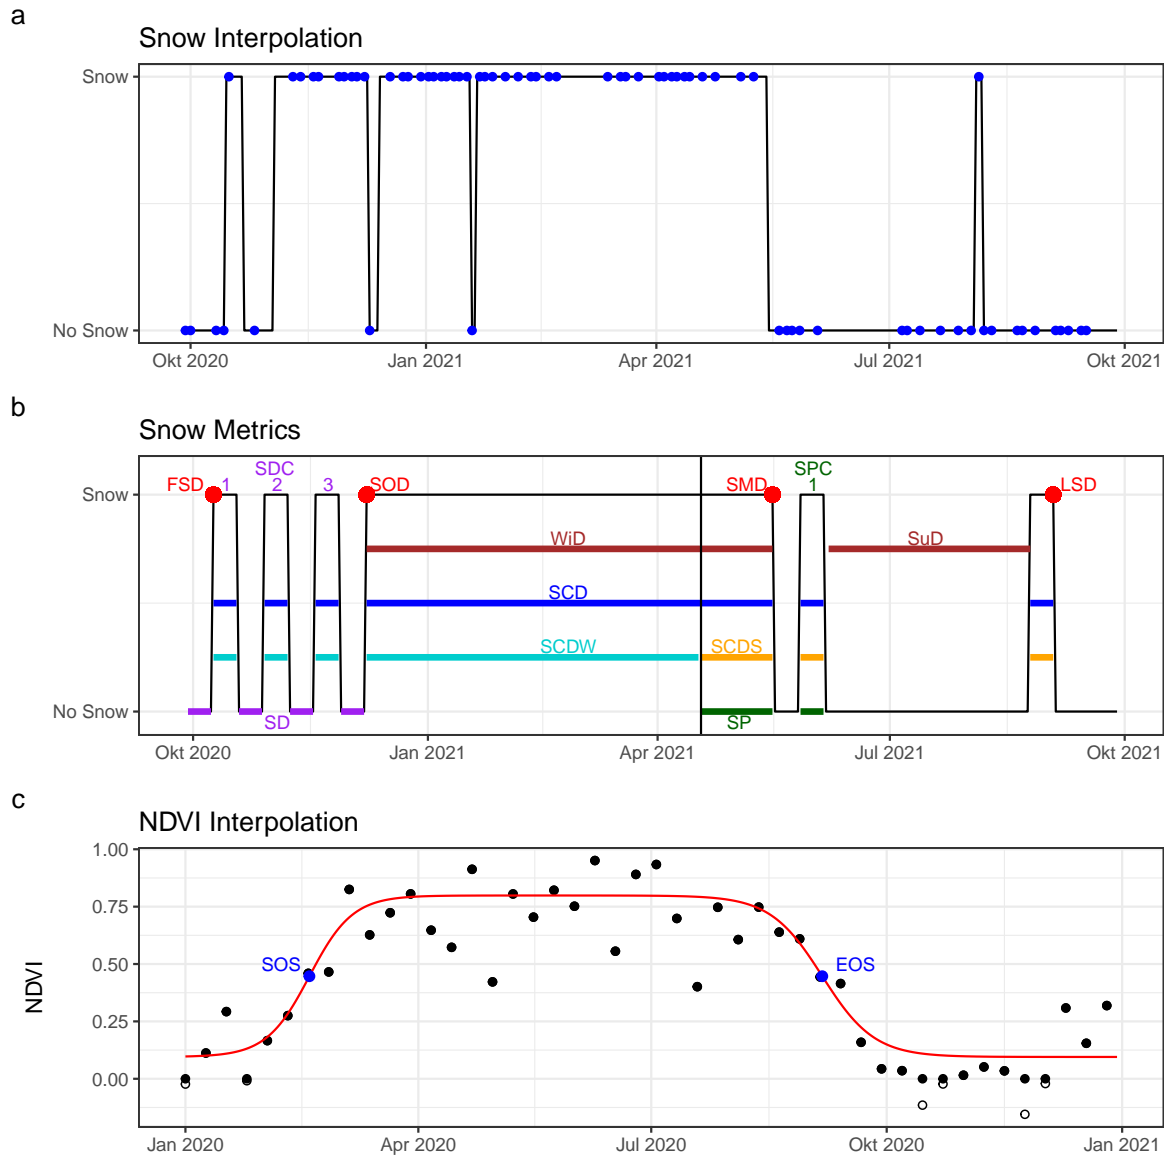 a
Snow Interpolation
Snow
No Snow
Okt 2020 Jan 2021 Apr 2021 Jul 2021 Okt 2021
b
Snow Metrics
SDC SPC
FSD 1 2 3 SOD SMD 1 LSD
Snow
WiD SuD
SCD
SCDW SCDS
No Snow
SD SP
Okt 2020 Jan 2021 Apr 2021 Jul 2021 Okt 2021
c
NDVI Interpolation
1.00
0.75
SOS EOS
0.50
NDVI
0.25
0.00
Jan 2020 Apr 2020 Jul 2020 Okt 2020 Jan 2021